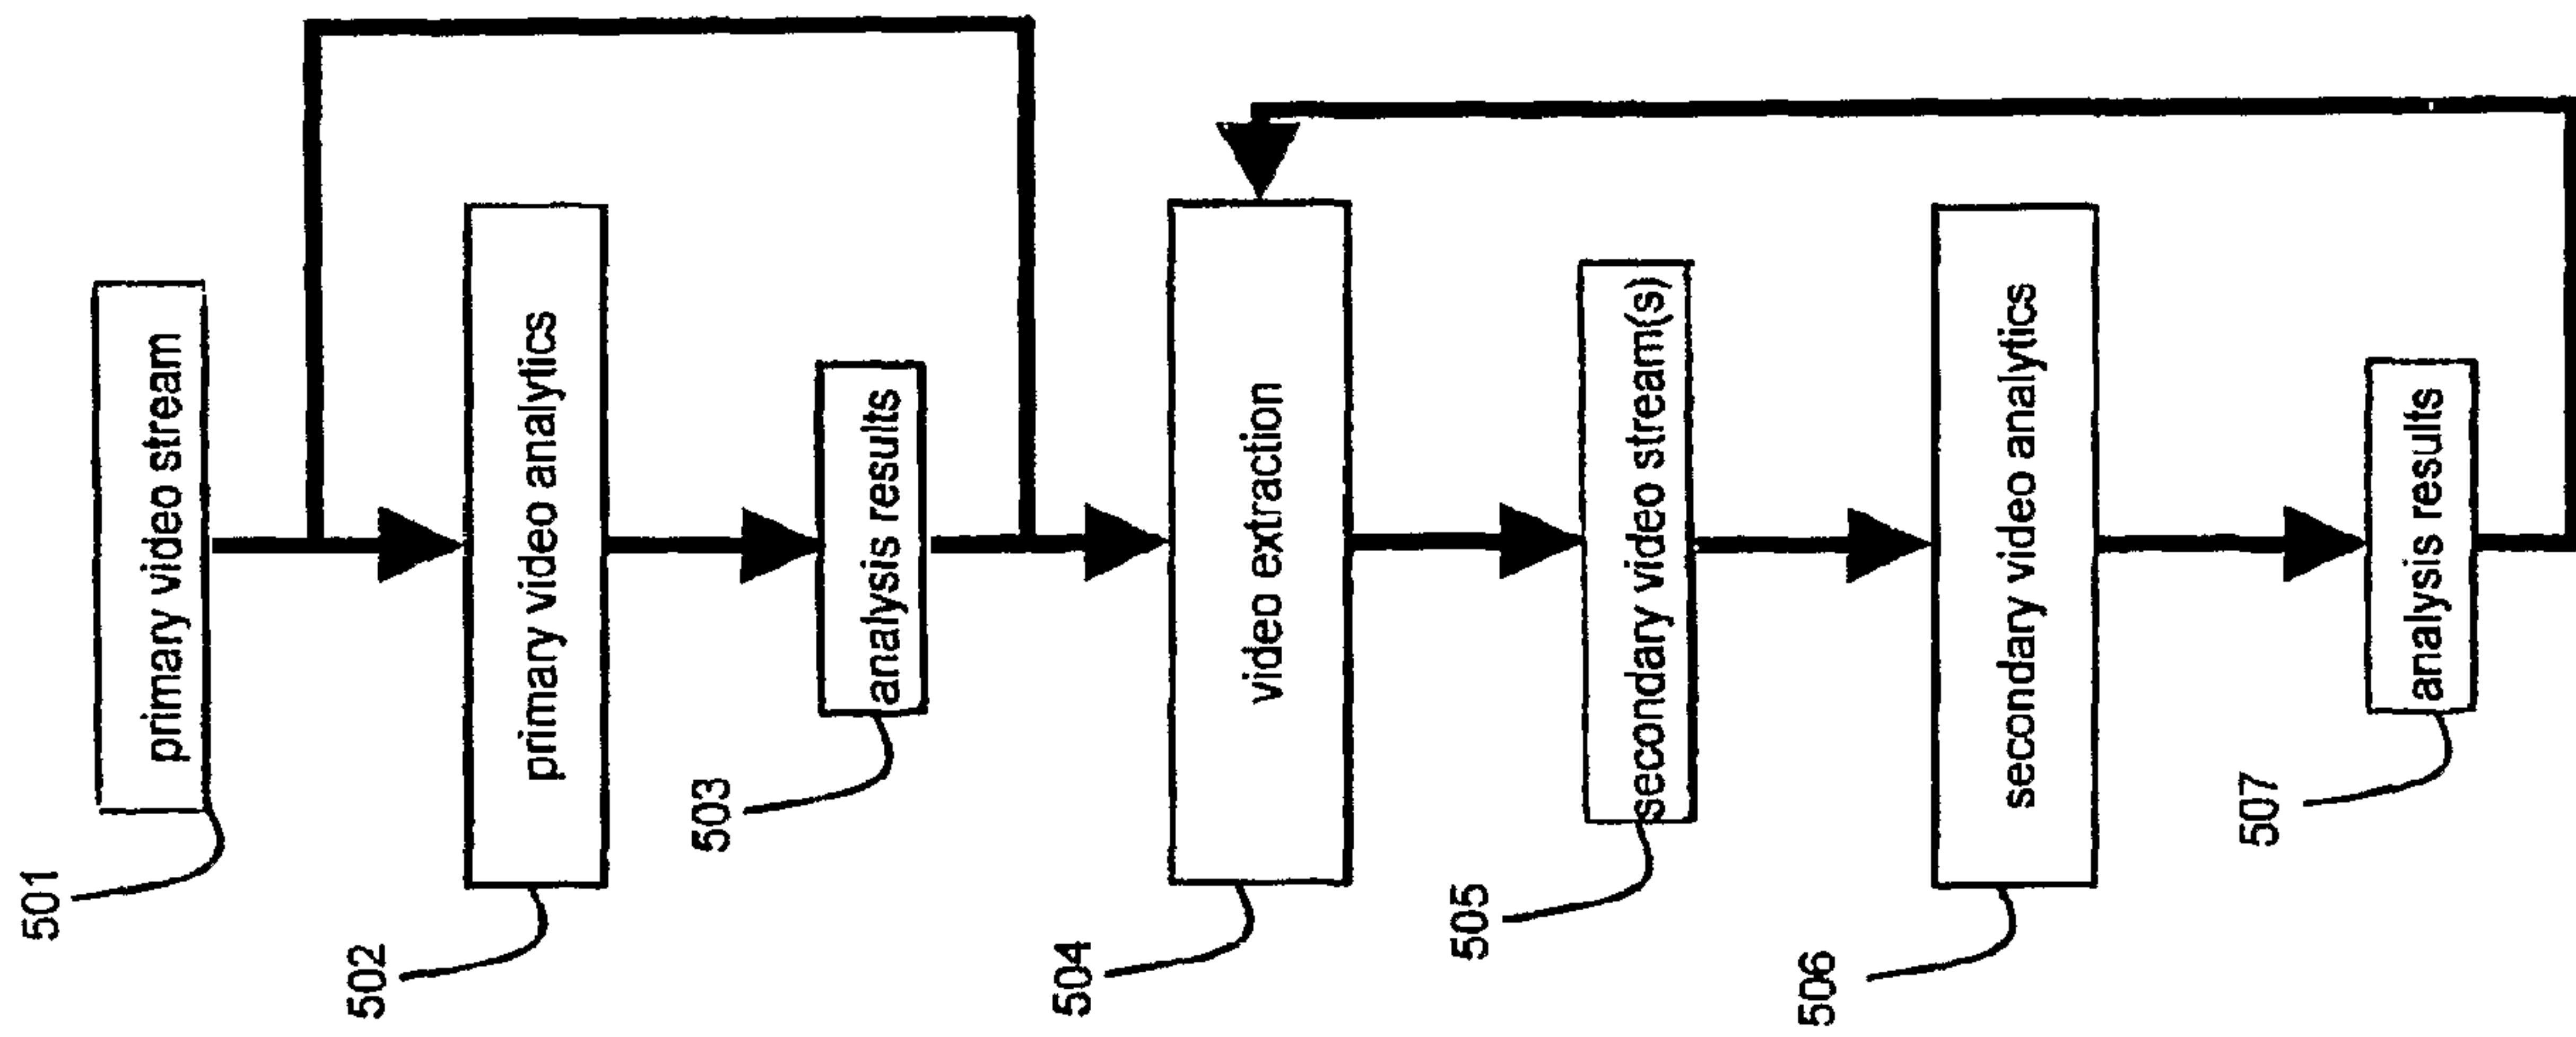 501
primary video stream
502
primary video analytics
503
analysis results
504
video extraction
505
secondary video stream(s)
506
secondary video analytics
507
analysis results